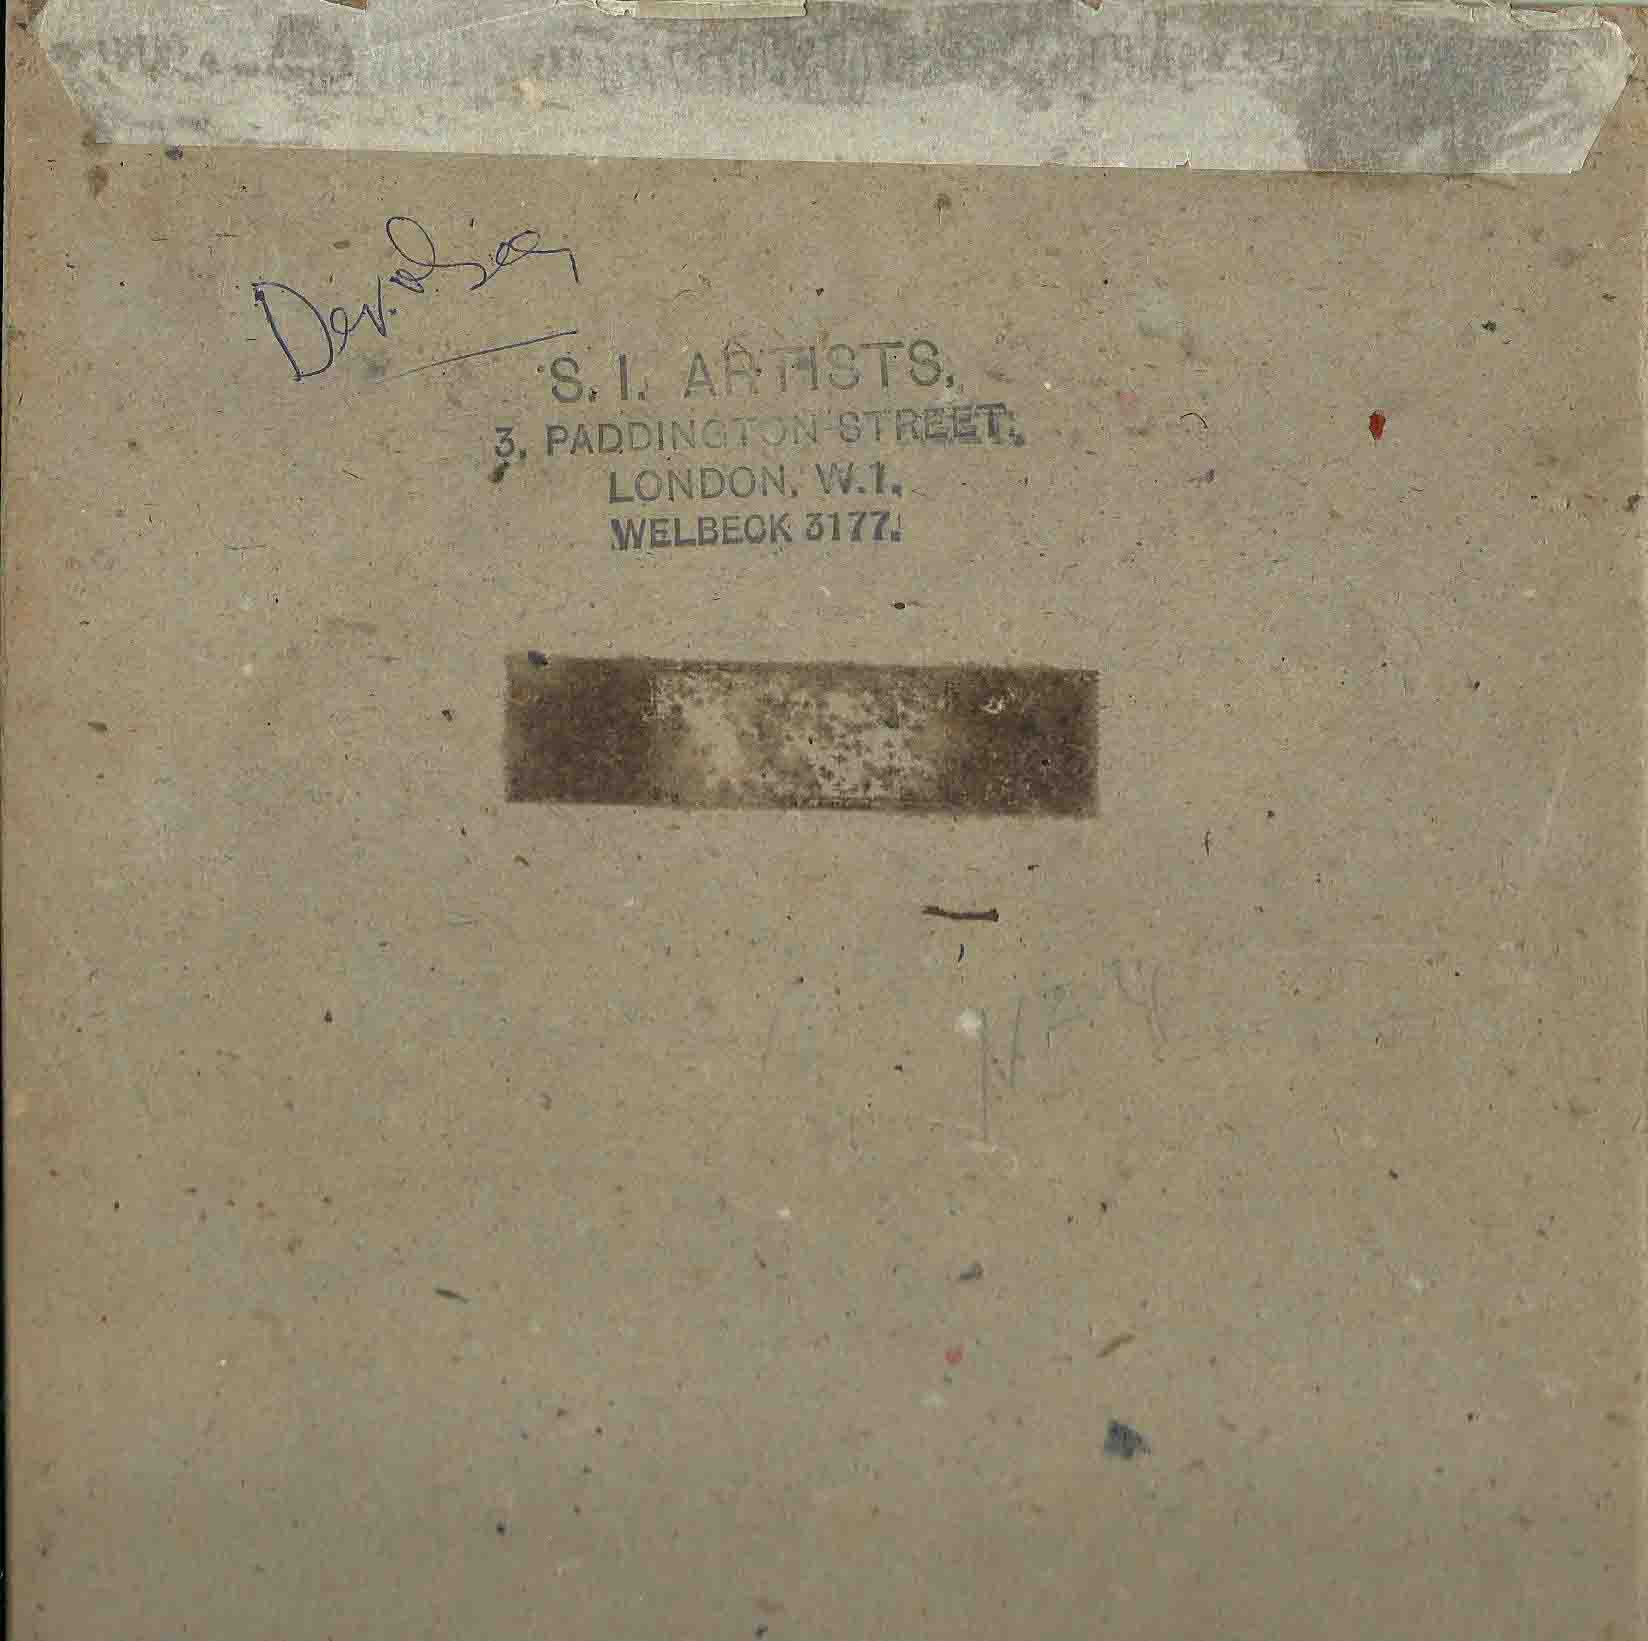 S. I. ARTISTS,
3, PADDINGTON STREET,
LONDON, W.1.
WELBECK 3177.